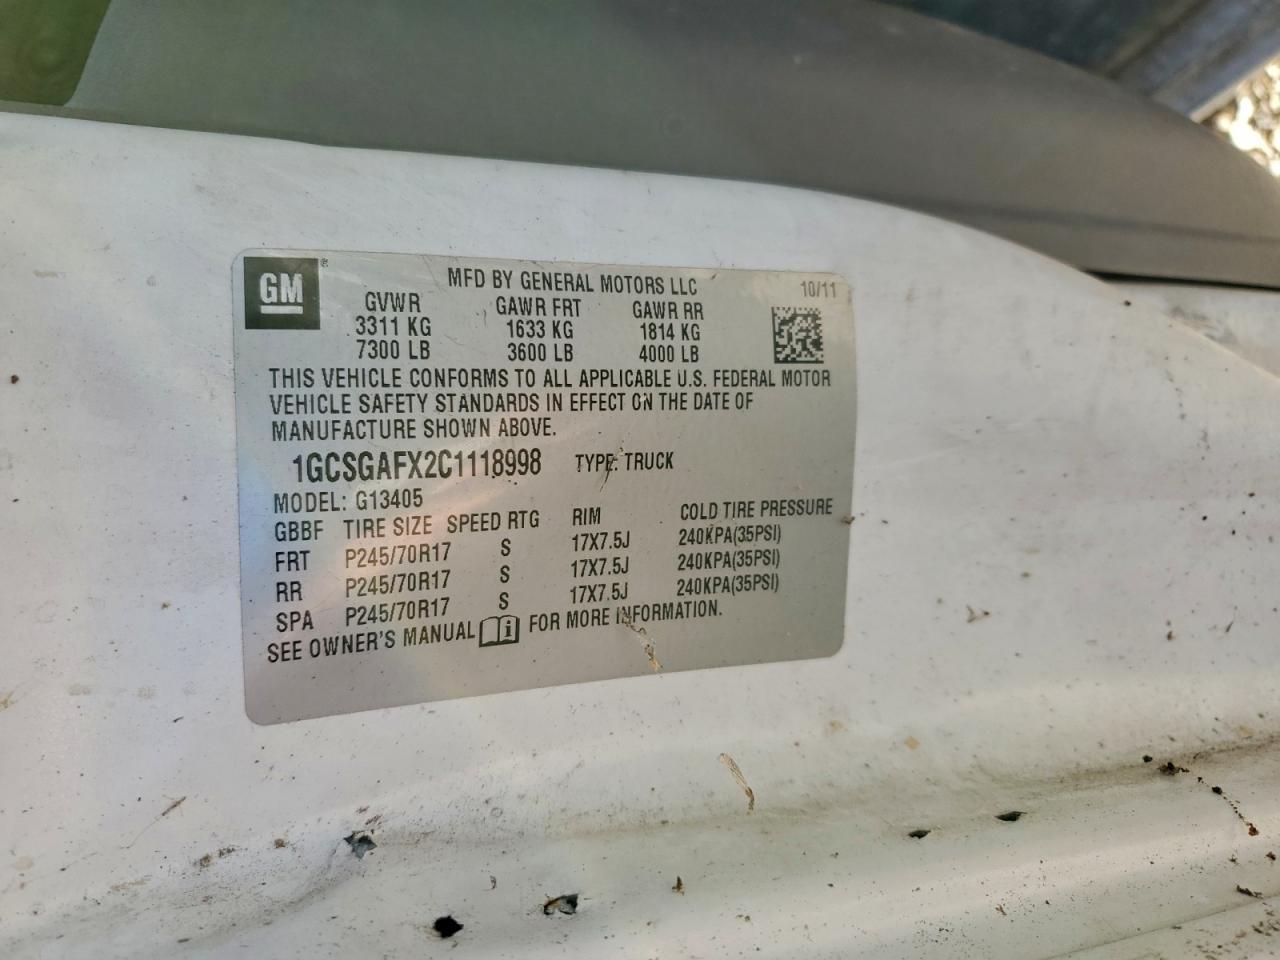 GM®
MFD BY GENERAL MOTORS LLC 10/11
GVWR GAWR FRT GAWR RR
3311 KG 1633 KG 1814 KG
7300 LB 3600 LB 4000 LB
THIS VEHICLE CONFORMS TO ALL APPLICABLE U.S. FEDERAL MOTOR
VEHICLE SAFETY STANDARDS IN EFFECT ON THE DATE OF
MANUFACTURE SHOWN ABOVE.
1GCSGAFX2C1118998 TYPE: TRUCK
MODEL: G13405
GBBF TIRE SIZE SPEED RTG RIM COLD TIRE PRESSURE
FRT P245/70R17 S 17X7.5J 240KPA(35PSI)
RR P245/70R17 S 17X7.5J 240KPA(35PSI)
SPA P245/70R17 S 17X7.5J 240KPA(35PSI)
SEE OWNER'S MANUAL FOR MORE INFORMATION.